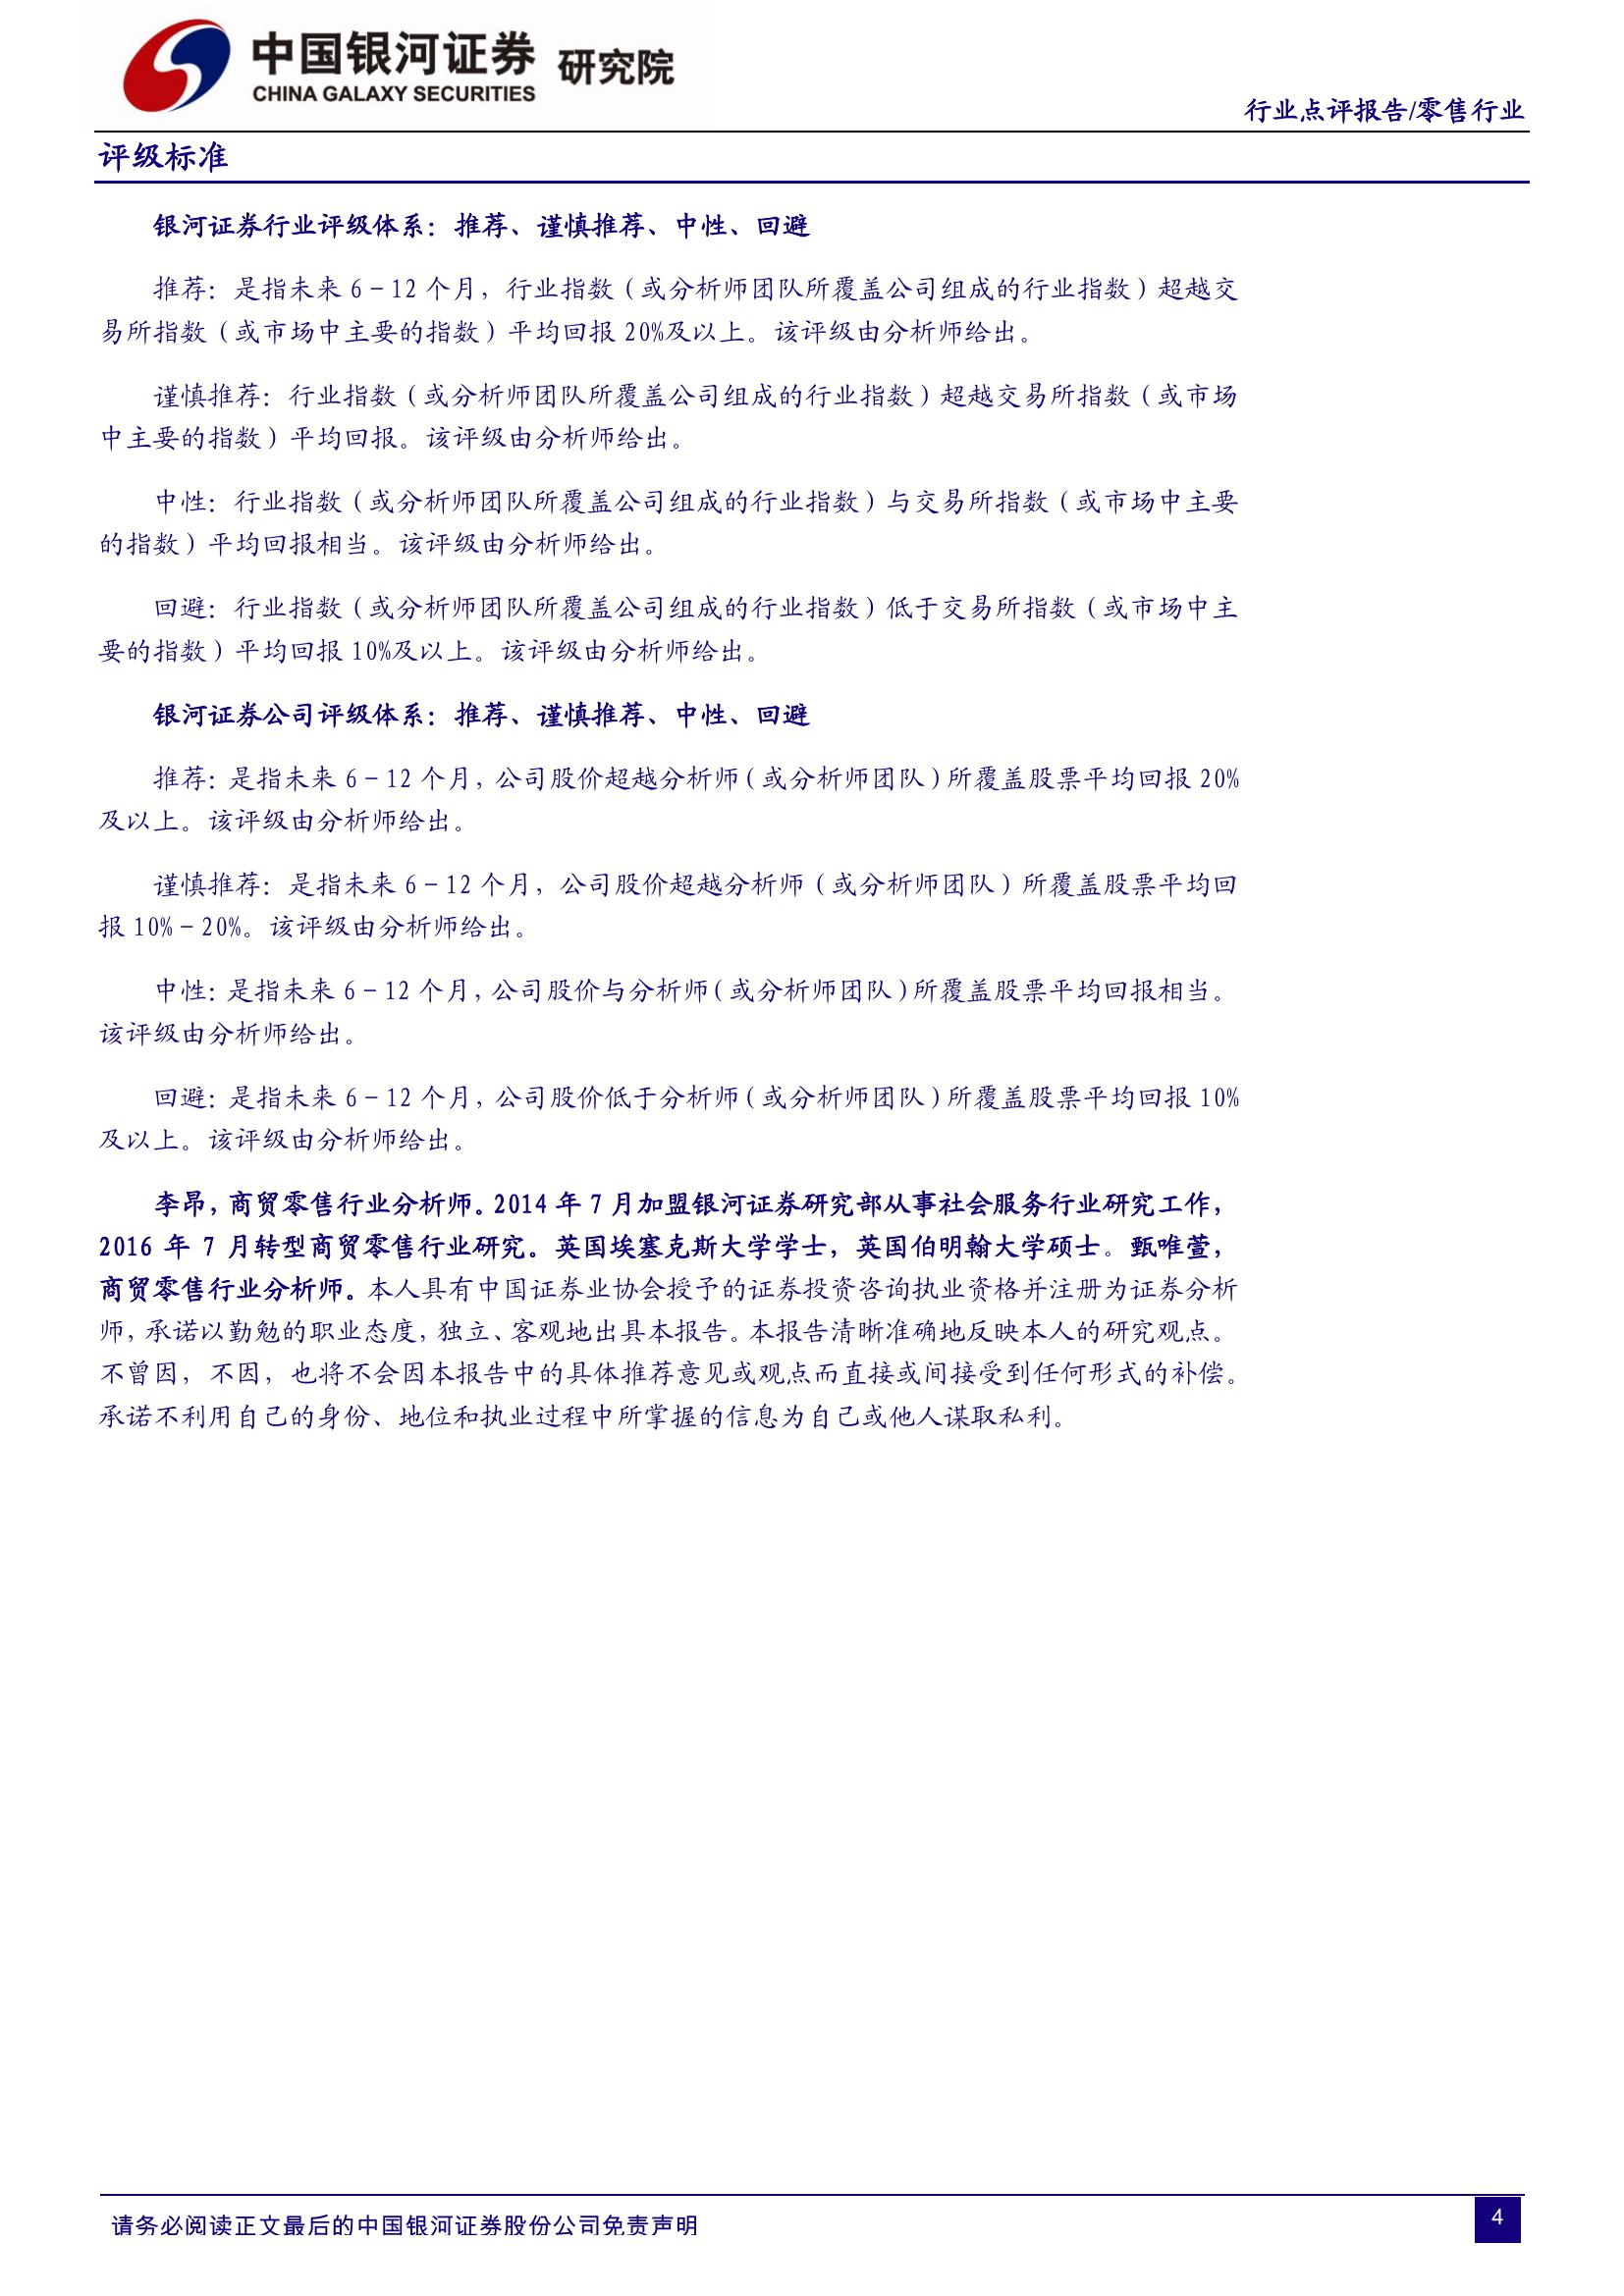 中国银河证券 研究院
CHINA GALAXY SECURITIES
行业点评报告/零售行业
评级标准
银河证券行业评级体系：推荐、谨慎推荐、中性、回避
推荐：是指未来 6－12 个月，行业指数（或分析师团队所覆盖公司组成的行业指数）超越交
易所指数（或市场中主要的指数）平均回报 20%及以上。该评级由分析师给出。
谨慎推荐：行业指数（或分析师团队所覆盖公司组成的行业指数）超越交易所指数（或市场
中主要的指数）平均回报。该评级由分析师给出。
中性：行业指数（或分析师团队所覆盖公司组成的行业指数）与交易所指数（或市场中主要
的指数）平均回报相当。该评级由分析师给出。
回避：行业指数（或分析师团队所覆盖公司组成的行业指数）低于交易所指数（或市场中主
要的指数）平均回报 10%及以上。该评级由分析师给出。
银河证券公司评级体系：推荐、谨慎推荐、中性、回避
推荐：是指未来 6－12 个月，公司股价超越分析师（或分析师团队）所覆盖股票平均回报 20%
及以上。该评级由分析师给出。
谨慎推荐：是指未来 6－12 个月，公司股价超越分析师（或分析师团队）所覆盖股票平均回
报 10%－20%。该评级由分析师给出。
中性：是指未来 6－12 个月，公司股价与分析师（或分析师团队）所覆盖股票平均回报相当。
该评级由分析师给出。
回避：是指未来 6－12 个月，公司股价低于分析师（或分析师团队）所覆盖股票平均回报 10%
及以上。该评级由分析师给出。
李昂，商贸零售行业分析师。2014 年 7 月加盟银河证券研究部从事社会服务行业研究工作，
2016 年 7 月转型商贸零售行业研究。英国埃塞克斯大学学士，英国伯明翰大学硕士。甄唯萱，
商贸零售行业分析师。本人具有中国证券业协会授予的证券投资咨询执业资格并注册为证券分析
师，承诺以勤勉的职业态度，独立、客观地出具本报告。本报告清晰准确地反映本人的研究观点。
不曾因，不因，也将不会因本报告中的具体推荐意见或观点而直接或间接受到任何形式的补偿。
承诺不利用自己的身份、地位和执业过程中所掌握的信息为自己或他人谋取私利。
请务必阅读正文最后的中国银河证券股份公司免责声明
4